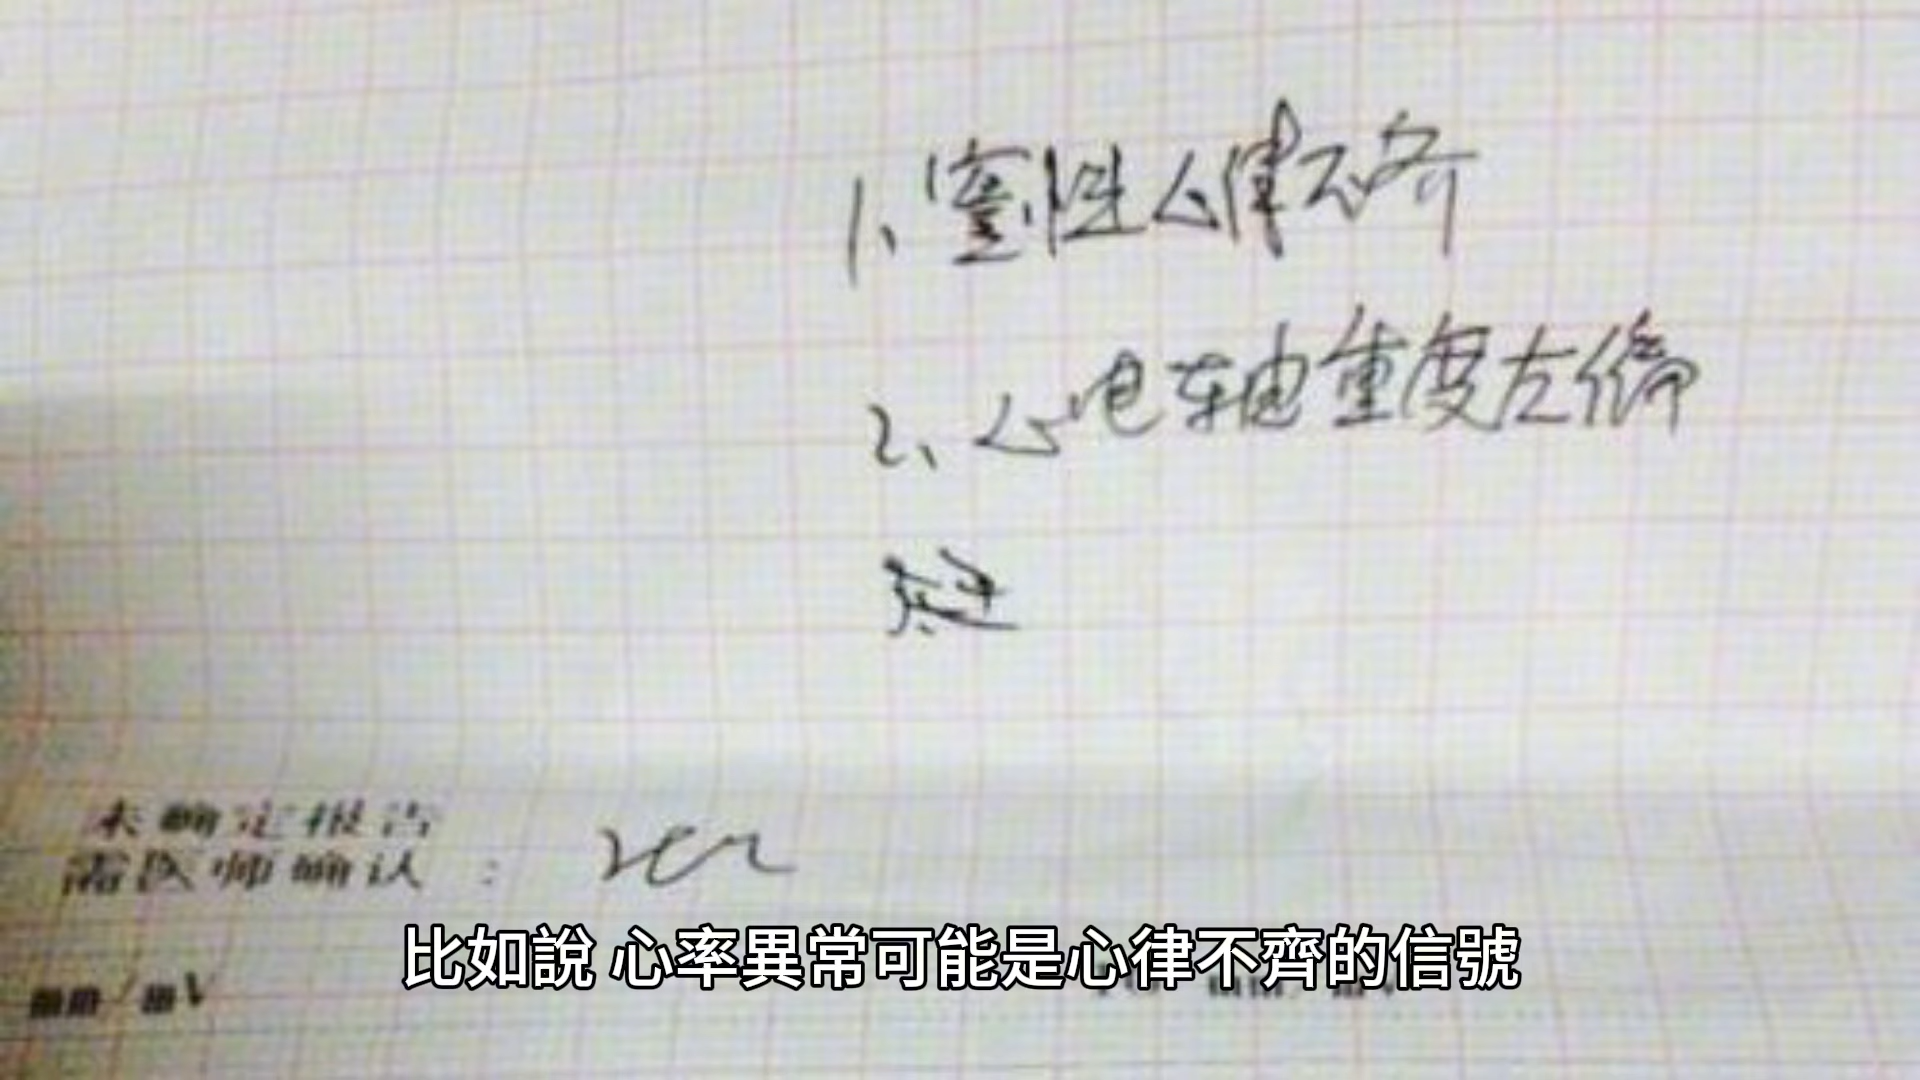 1、窦性心律不齐
2、心电轴重度左偏
未确定报告
需医师确认：
mm/mV
比如說 心率異常可能是心律不齊的信號